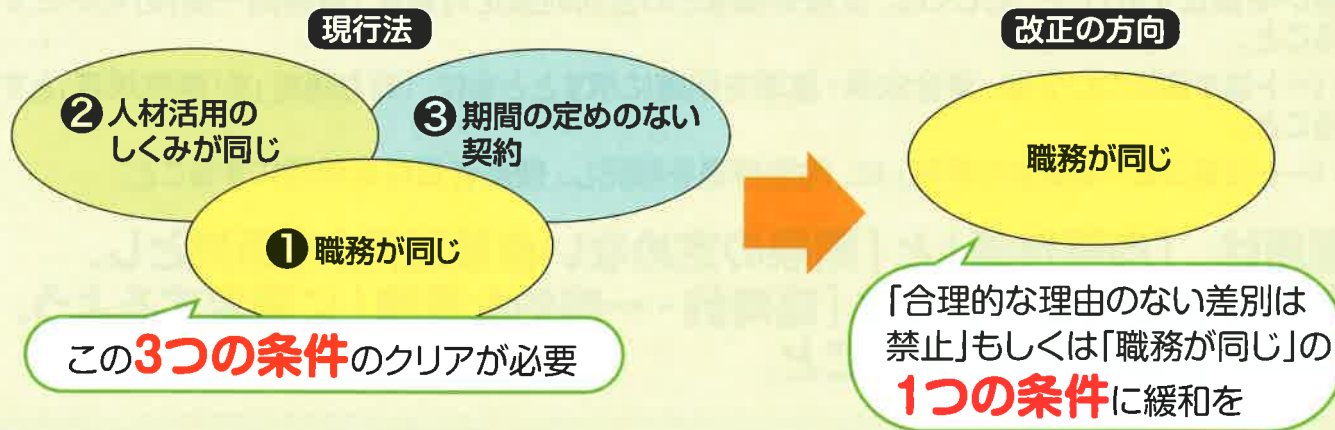 現行法
❷人材活用の
しくみが同じ
❸期間の定めのない
契約
❶職務が同じ
この3つの条件のクリアが必要
改正の方向
職務が同じ
「合理的な理由のない差別は
禁止」もしくは「職務が同じ」の
1つの条件に緩和を